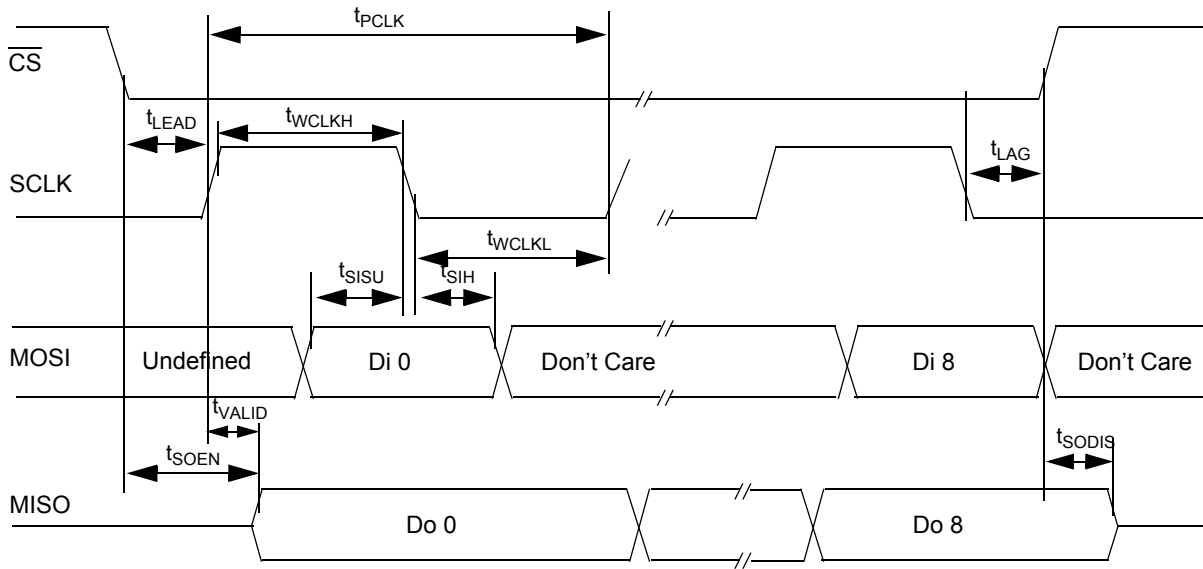 tPCLK
CS
tLEAD
tWCLKH
tLAG
SCLK
tWCLKL
tSISU
tSIH
MOSI
Undefined
Di 0
Don't Care
Di 8
Don't Care
tVALID
tSOEN
tSODIS
MISO
Do 0
Do 8